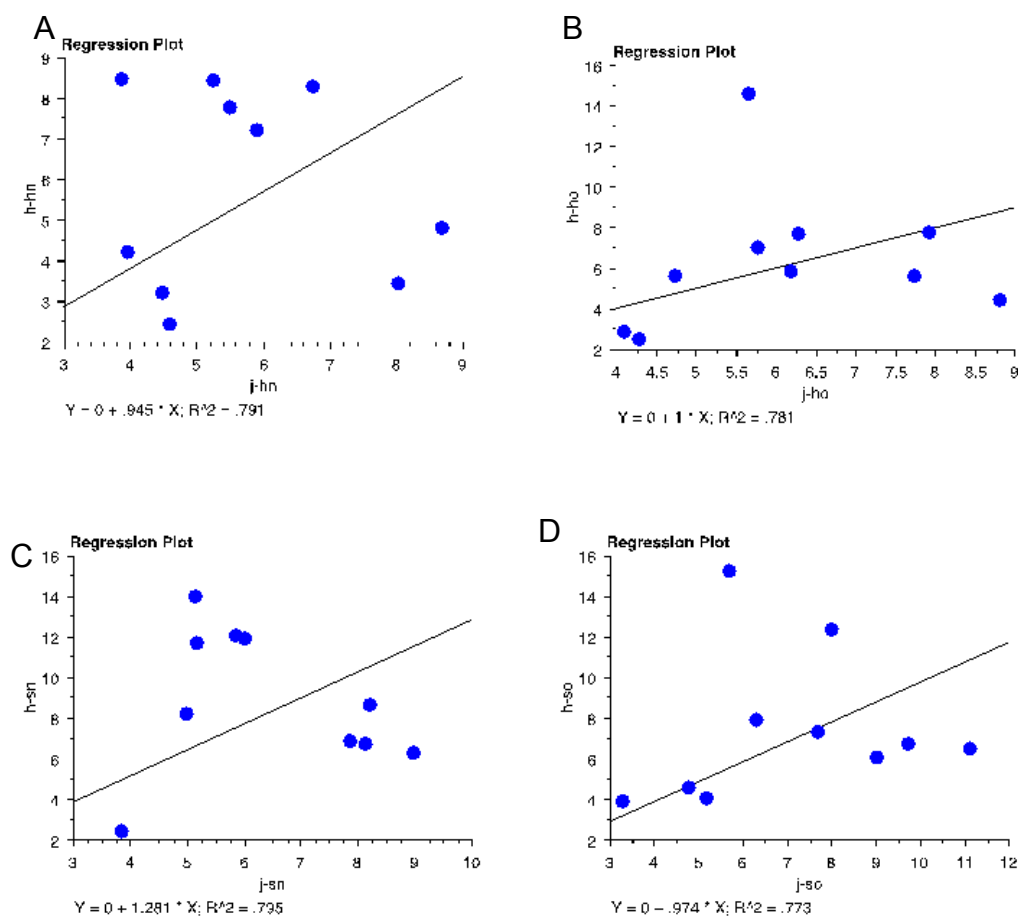 A
Regression Plot
9
8
7
6
5
4
3
2
h-hn
3 4 5 6 7 8 9
j-hn
Y = 0 + .945 * X; R^2 = .791
B
Regression Plot
16
14
12
10
8
6
4
2
h-ho
4 4.5 5 5.5 6 6.5 7 7.5 8 8.5 9
j-ho
Y = 0 + 1 * X; R^2 = .781
C
Regression Plot
16
14
12
10
8
6
4
2
h-sn
3 4 5 6 7 8 9 10
j-sn
Y = 0 + 1.281 * X; R^2 = .795
D
Regression Plot
16
14
12
10
8
6
4
2
h-so
3 4 5 6 7 8 9 10 11 12
j-so
Y = 0 - .974 * X; R^2 = .773